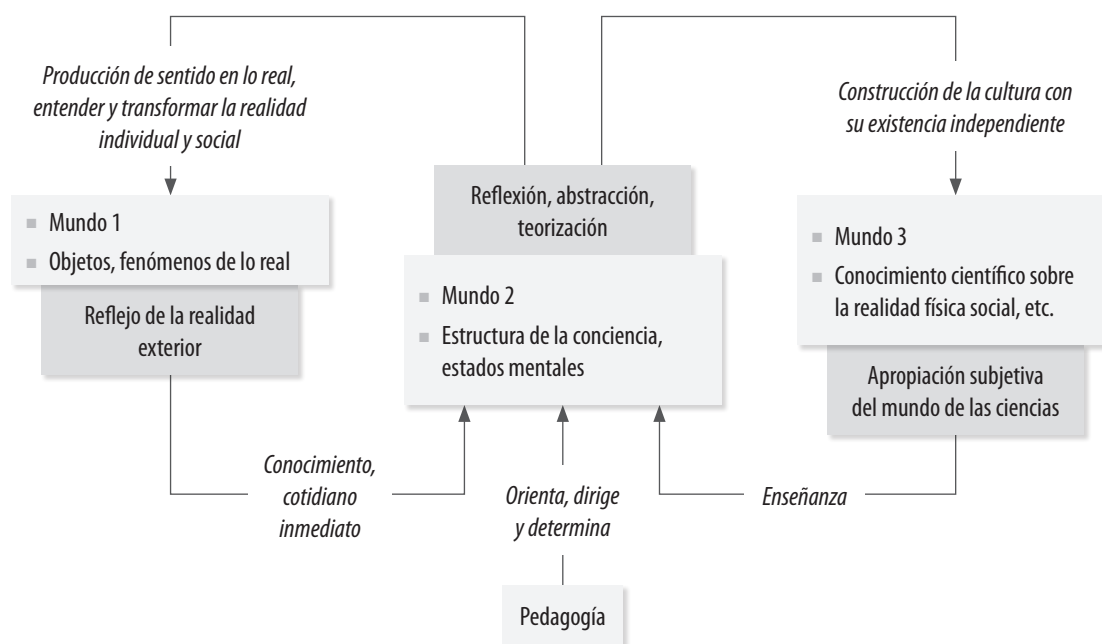 Producción de sentido en lo real,
entender y transformar la realidad
individual y social
Construcción de la cultura con
su existencia independiente
Mundo 1
Objetos, fenómenos de lo real
Reflejo de la realidad
exterior
Reflexión, abstracción,
teorización
Mundo 2
Estructura de la conciencia,
estados mentales
Mundo 3
Conocimiento científico sobre
la realidad física social, etc.
Apropiación subjetiva
del mundo de las ciencias
Conocimiento,
cotidiano
inmediato
Orienta, dirige
y determina
Enseñanza
Pedagogía